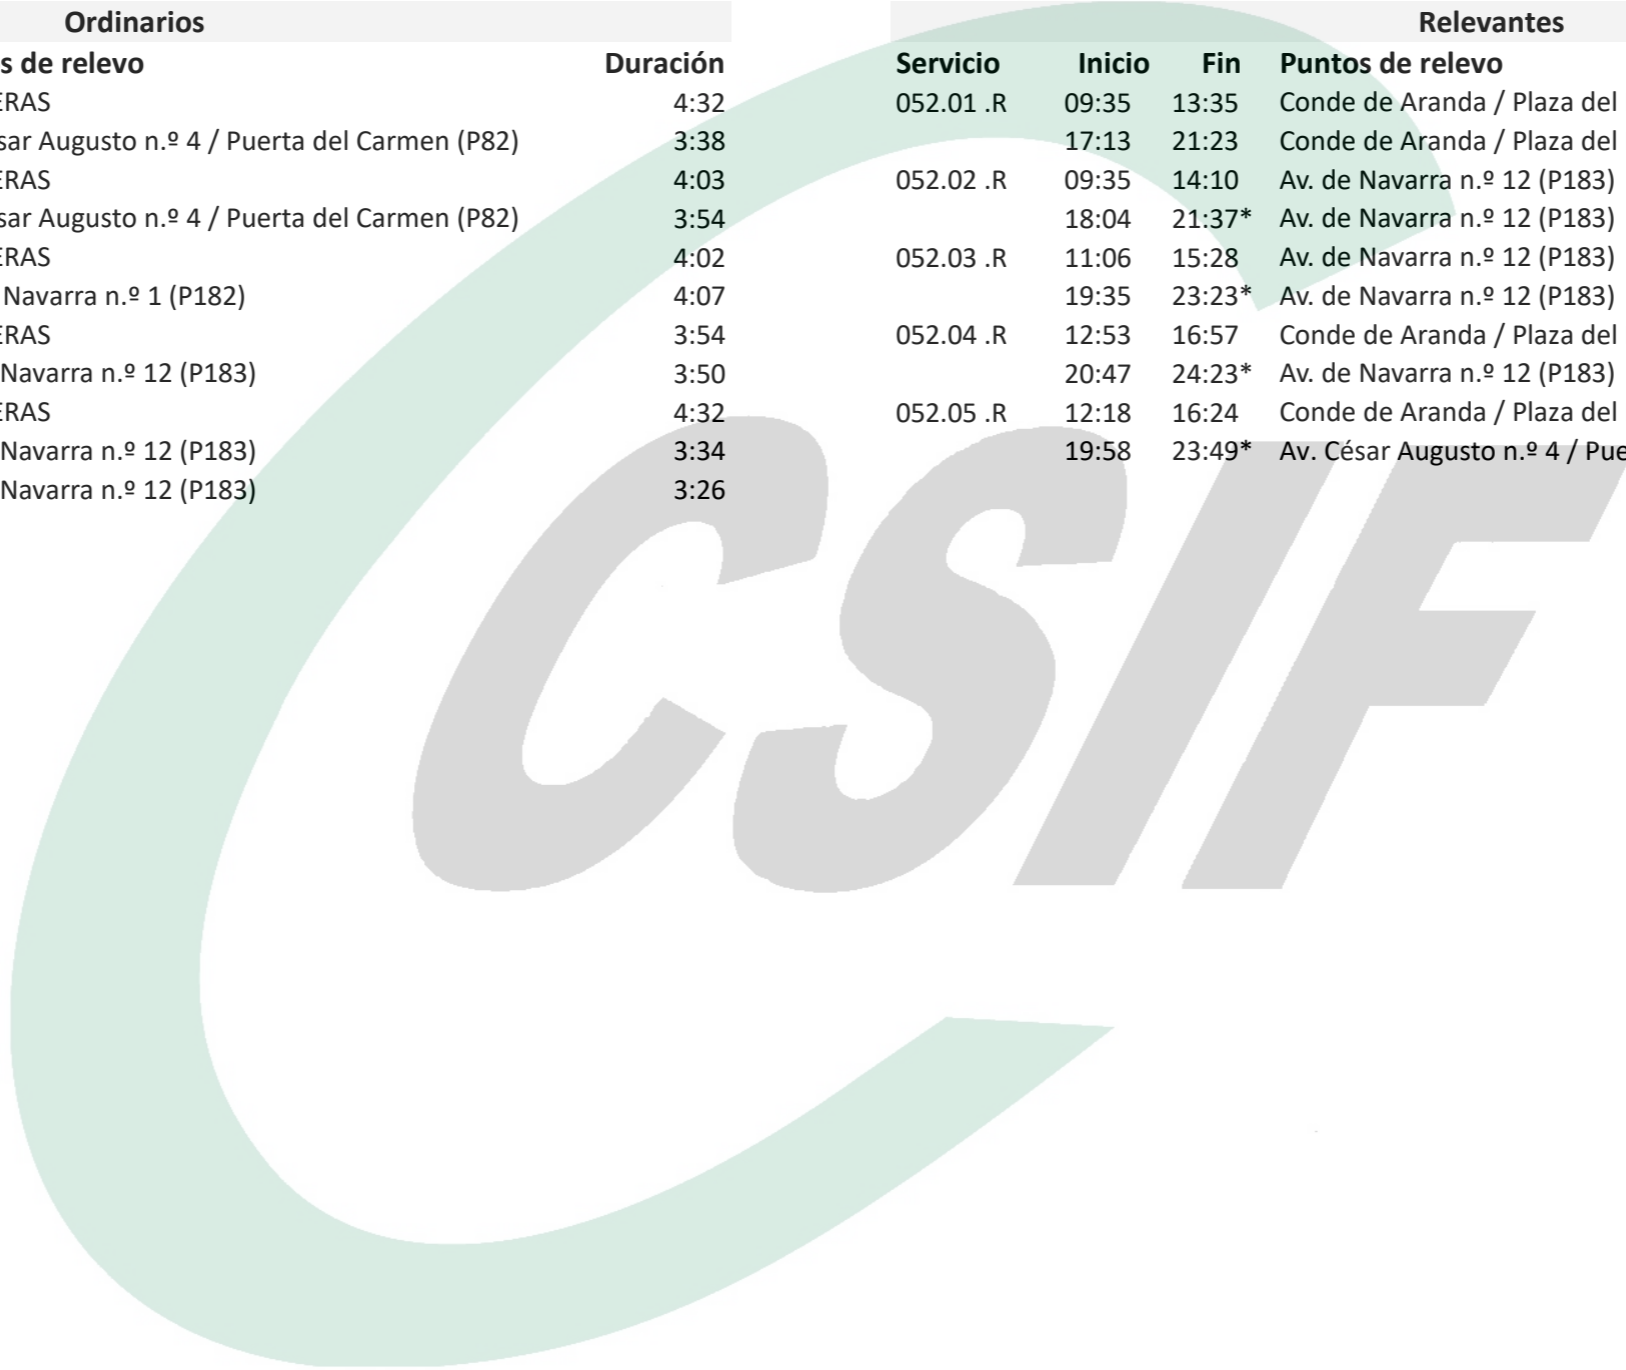 Ordinarios Relevantes
s de relevo Duración Servicio Inicio Fin Puntos de relevo
ERAS 4:32 052.01 .R 09:35 13:35 Conde de Aranda / Plaza del
sar Augusto n.º 4 / Puerta del Carmen (P82) 3:38 17:13 21:23 Conde de Aranda / Plaza del
ERAS 4:03 052.02 .R 09:35 14:10 Av. de Navarra n.º 12 (P183)
sar Augusto n.º 4 / Puerta del Carmen (P82) 3:54 18:04 21:37* Av. de Navarra n.º 12 (P183)
ERAS 4:02 052.03 .R 11:06 15:28 Av. de Navarra n.º 12 (P183)
Navarra n.º 1 (P182) 4:07 19:35 23:23* Av. de Navarra n.º 12 (P183)
ERAS 3:54 052.04 .R 12:53 16:57 Conde de Aranda / Plaza del
Navarra n.º 12 (P183) 3:50 20:47 24:23* Av. de Navarra n.º 12 (P183)
ERAS 4:32 052.05 .R 12:18 16:24 Conde de Aranda / Plaza del
Navarra n.º 12 (P183) 3:34 19:58 23:49* Av. César Augusto n.º 4 / Pue
Navarra n.º 12 (P183) 3:26
CSIF